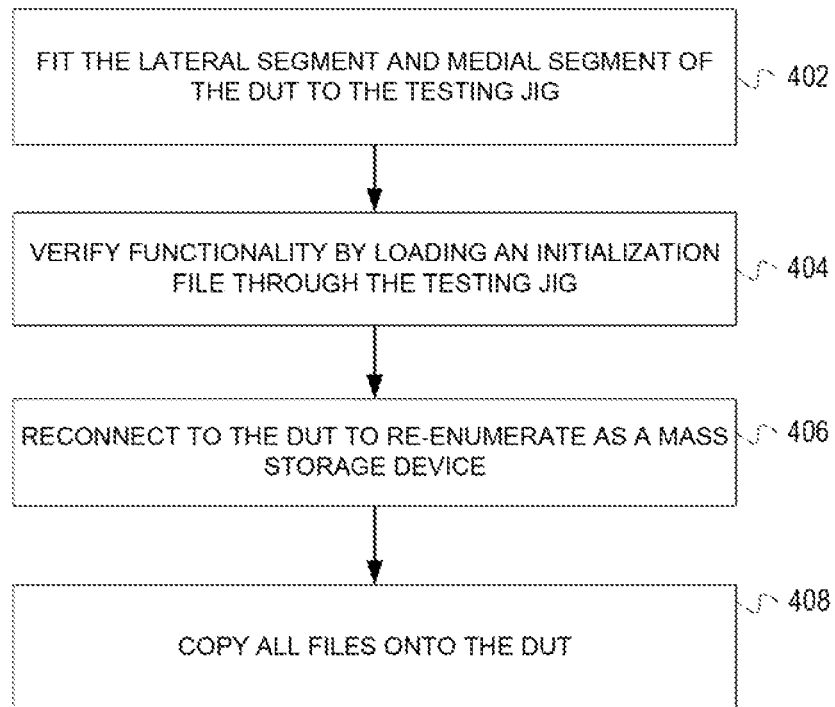 FIT THE LATERAL SEGMENT AND MEDIAL SEGMENT OF
THE DUT TO THE TESTING JIG
402
VERIFY FUNCTIONALITY BY LOADING AN INITIALIZATION
FILE THROUGH THE TESTING JIG
404
RECONNECT TO THE DUT TO RE-ENUMERATE AS A MASS
STORAGE DEVICE
406
COPY ALL FILES ONTO THE DUT
408